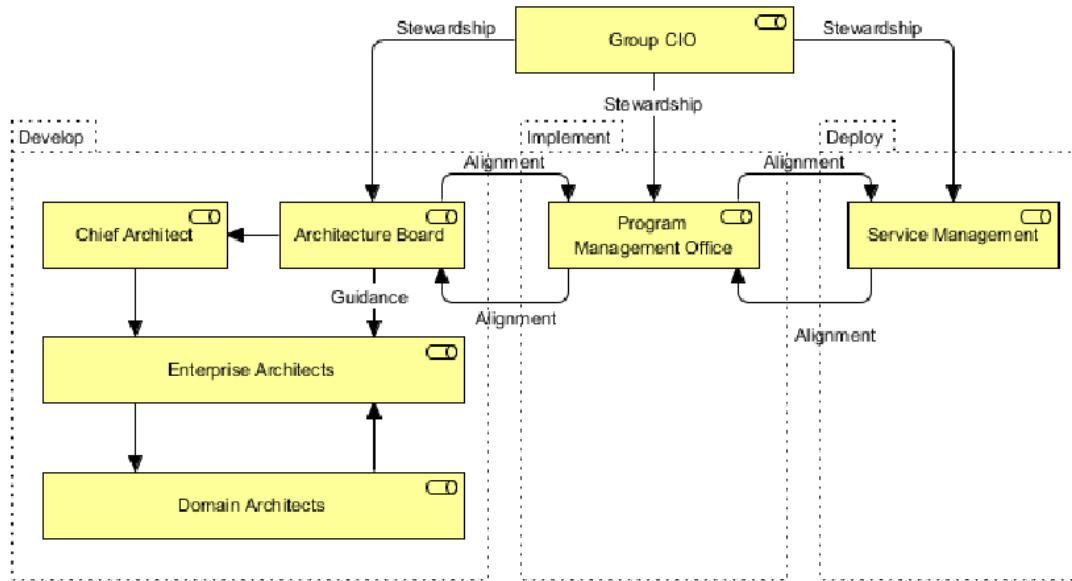 Group CIO
Stewardship
Stewardship
Stewardship
Develop
Implement
Deploy
Alignment
Alignment
Chief Architect
Architecture Board
Program
Management Office
Service Management
Guidance
Alignment
Alignment
Enterprise Architects
Domain Architects